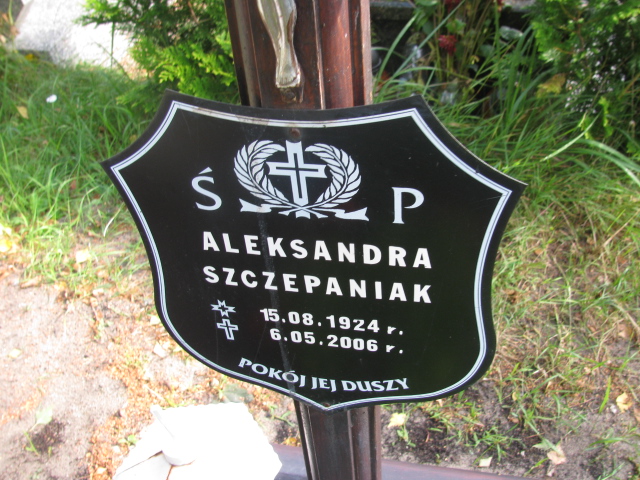 Ś P
ALEKSANDRA
SZCZEPANIAK
15.08.1924 r.
6.05.2006 r.
POKÓJ JEJ DUSZY